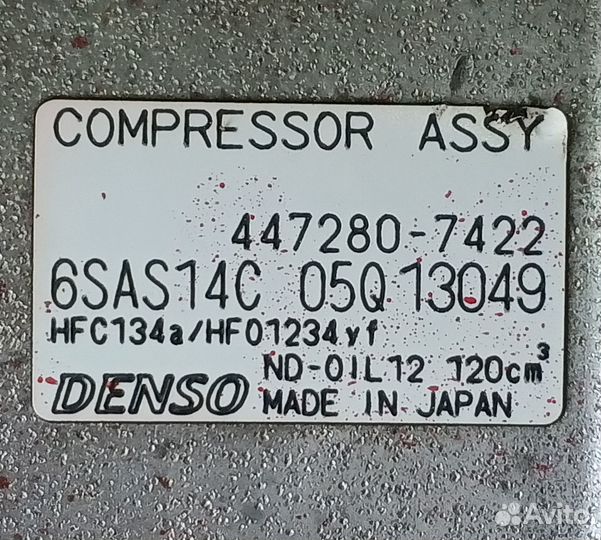 COMPRESSOR ASSY
447280-7422
6SAS14C 05Q13049
HFC134a/HFO1234yf
ND-OIL12 120cm³
DENSO MADE IN JAPAN
Avito